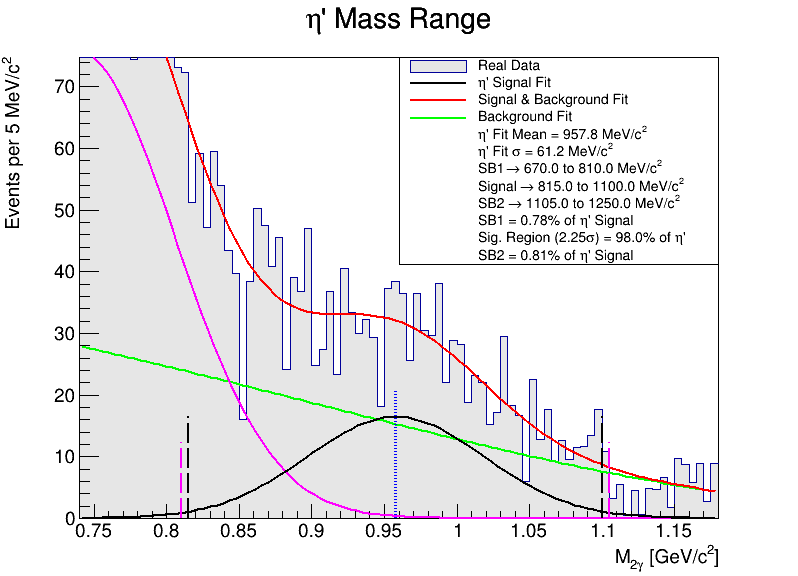 η' Mass Range
Events per 5 MeV/c²
70
60
50
40
30
20
10
0
Real Data
η' Signal Fit
Signal & Background Fit
Background Fit
η' Fit Mean = 957.8 MeV/c²
η' Fit σ = 61.2 MeV/c²
SB1 → 670.0 to 810.0 MeV/c²
Signal → 815.0 to 1100.0 MeV/c²
SB2 → 1105.0 to 1250.0 MeV/c²
SB1 = 0.78% of η' Signal
Sig. Region (2.25σ) = 98.0% of η'
SB2 = 0.81% of η' Signal
0.75 0.8 0.85 0.9 0.95 1 1.05 1.1 1.15
M₂γ [GeV/c²]